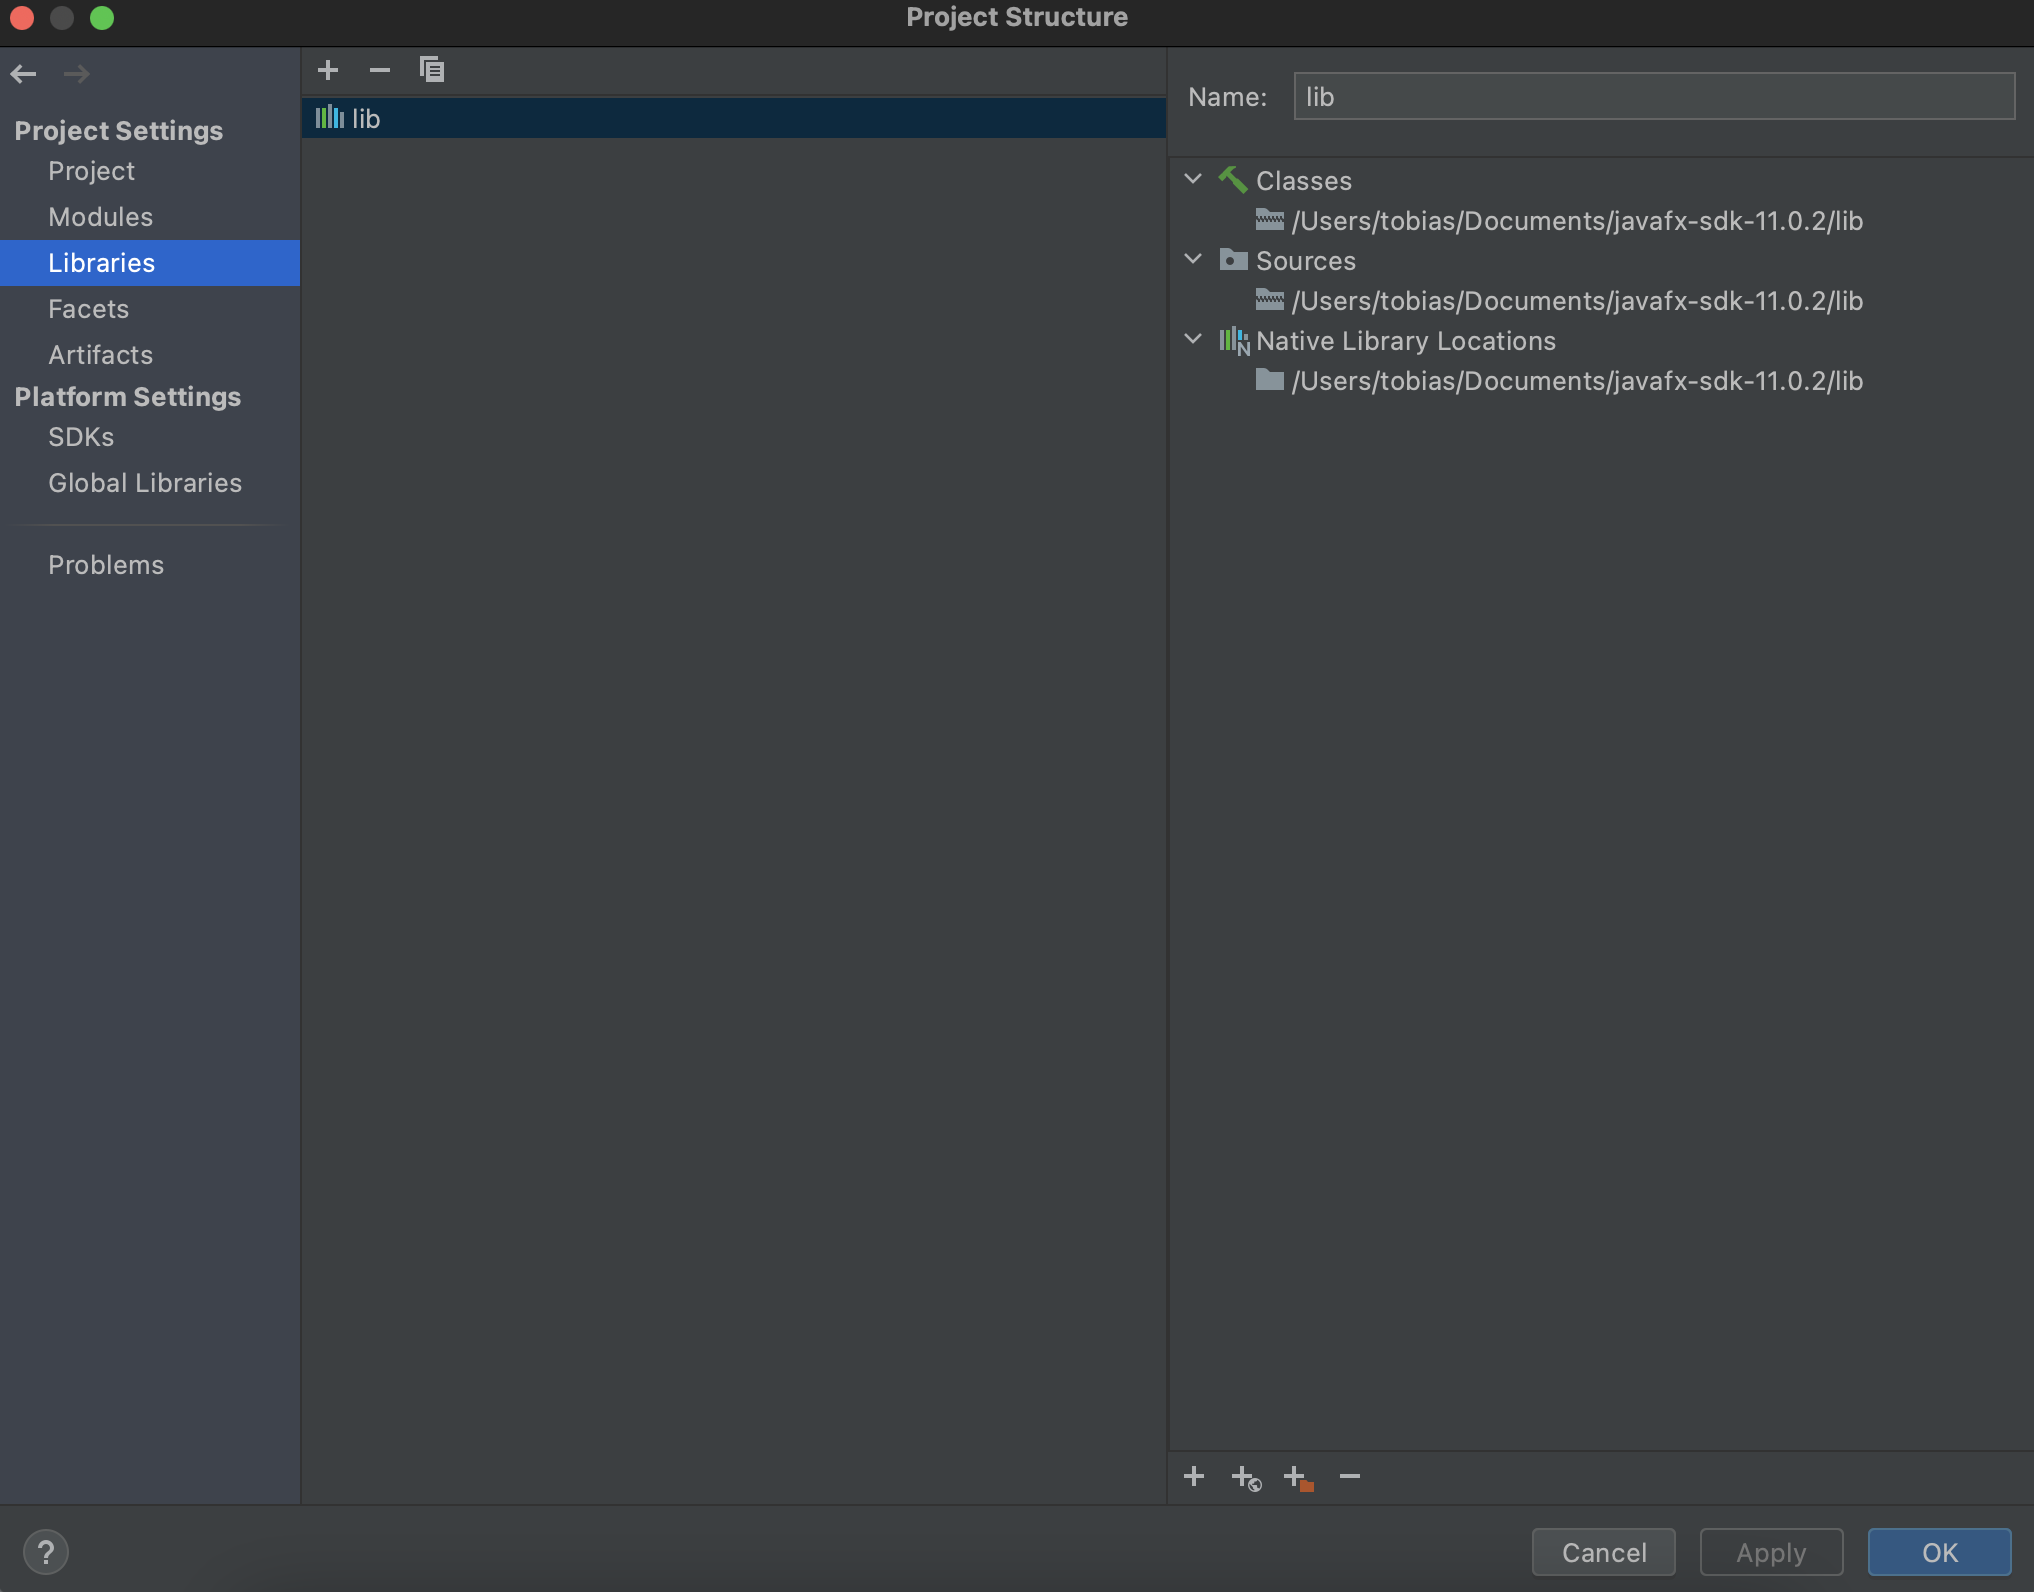 Project Structure
Project Settings
Project
Modules
Libraries
Facets
Artifacts
Platform Settings
SDKs
Global Libraries
Problems
lib
Name: lib
Classes
/Users/tobias/Documents/javafx-sdk-11.0.2/lib
Sources
/Users/tobias/Documents/javafx-sdk-11.0.2/lib
Native Library Locations
/Users/tobias/Documents/javafx-sdk-11.0.2/lib
?
Cancel
Apply
OK